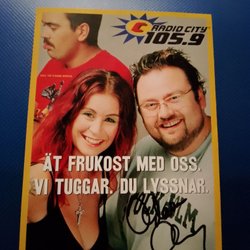 RADIO CITY
105.9
ÄT FRUKOST MED OSS.
VI TUGGAR. DU LYSSNAR.